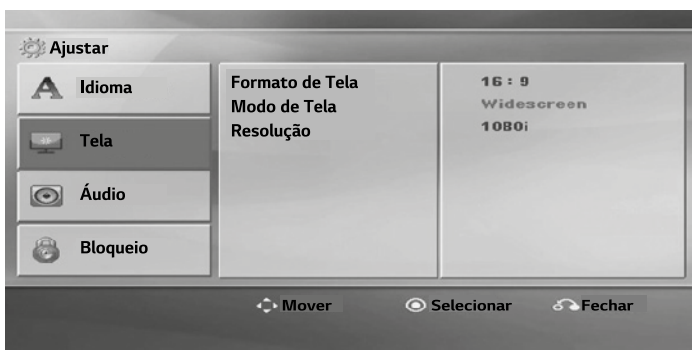 Ajustar
Idioma
Tela
Áudio
Bloqueio
Formato de Tela
Modo de Tela
Resolução
16 : 9
Widescreen
1080i
Mover
Selecionar
Fechar